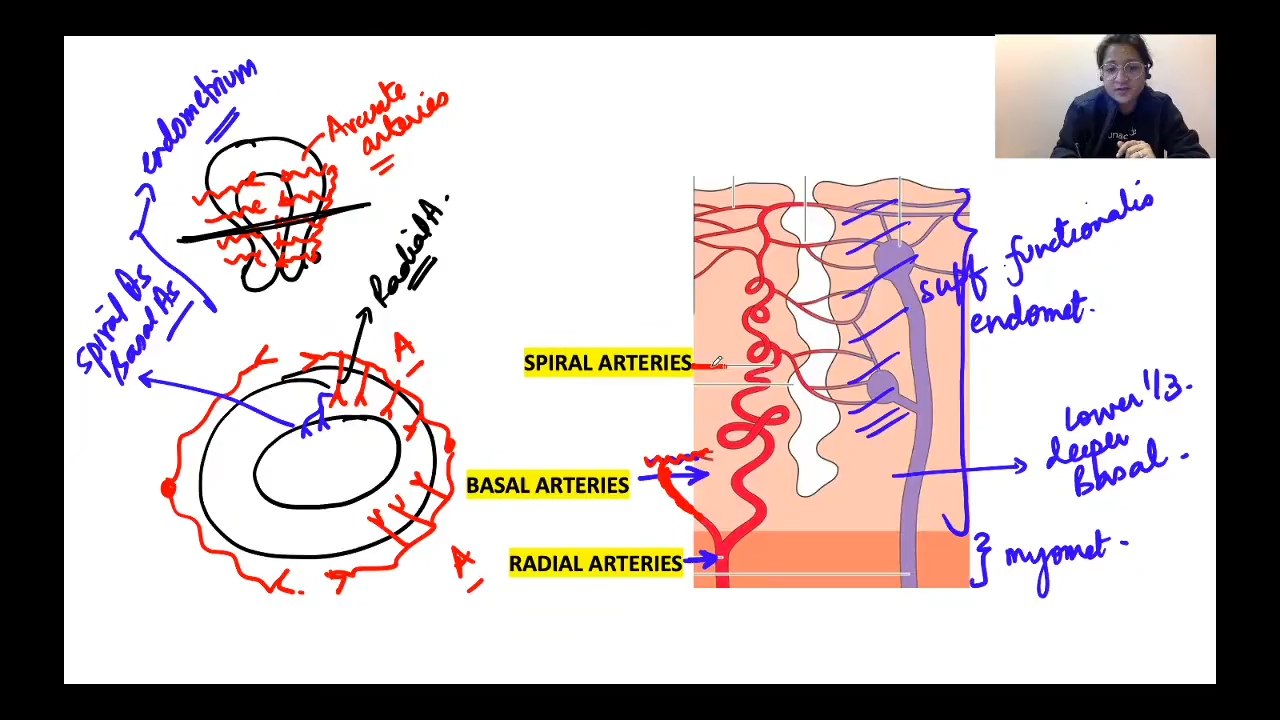 endometrium
Arcuate
arteries
Radial A.
Spiral As
Basal As
A
A
SPIRAL ARTERIES
BASAL ARTERIES
RADIAL ARTERIES
suff functionalis
endomet.
Lower 1/3.
deeper
Basal.
} myomet.